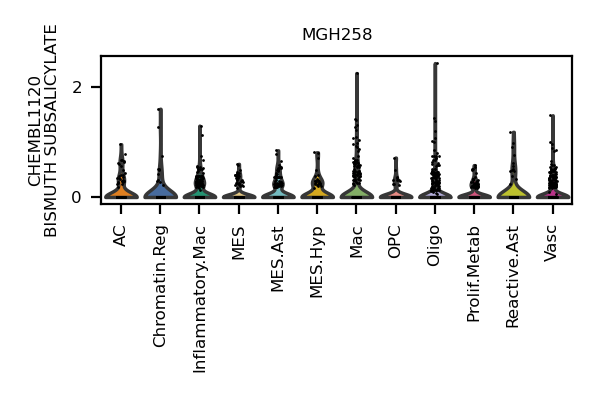 MGH258
CHEMBL1120
BISMUTH SUBSALICYLATE
2
0
AC
Chromatin.Reg
Inflammatory.Mac
MES
MES.Ast
MES.Hyp
Mac
OPC
Oligo
Prolif.Metab
Reactive.Ast
Vasc